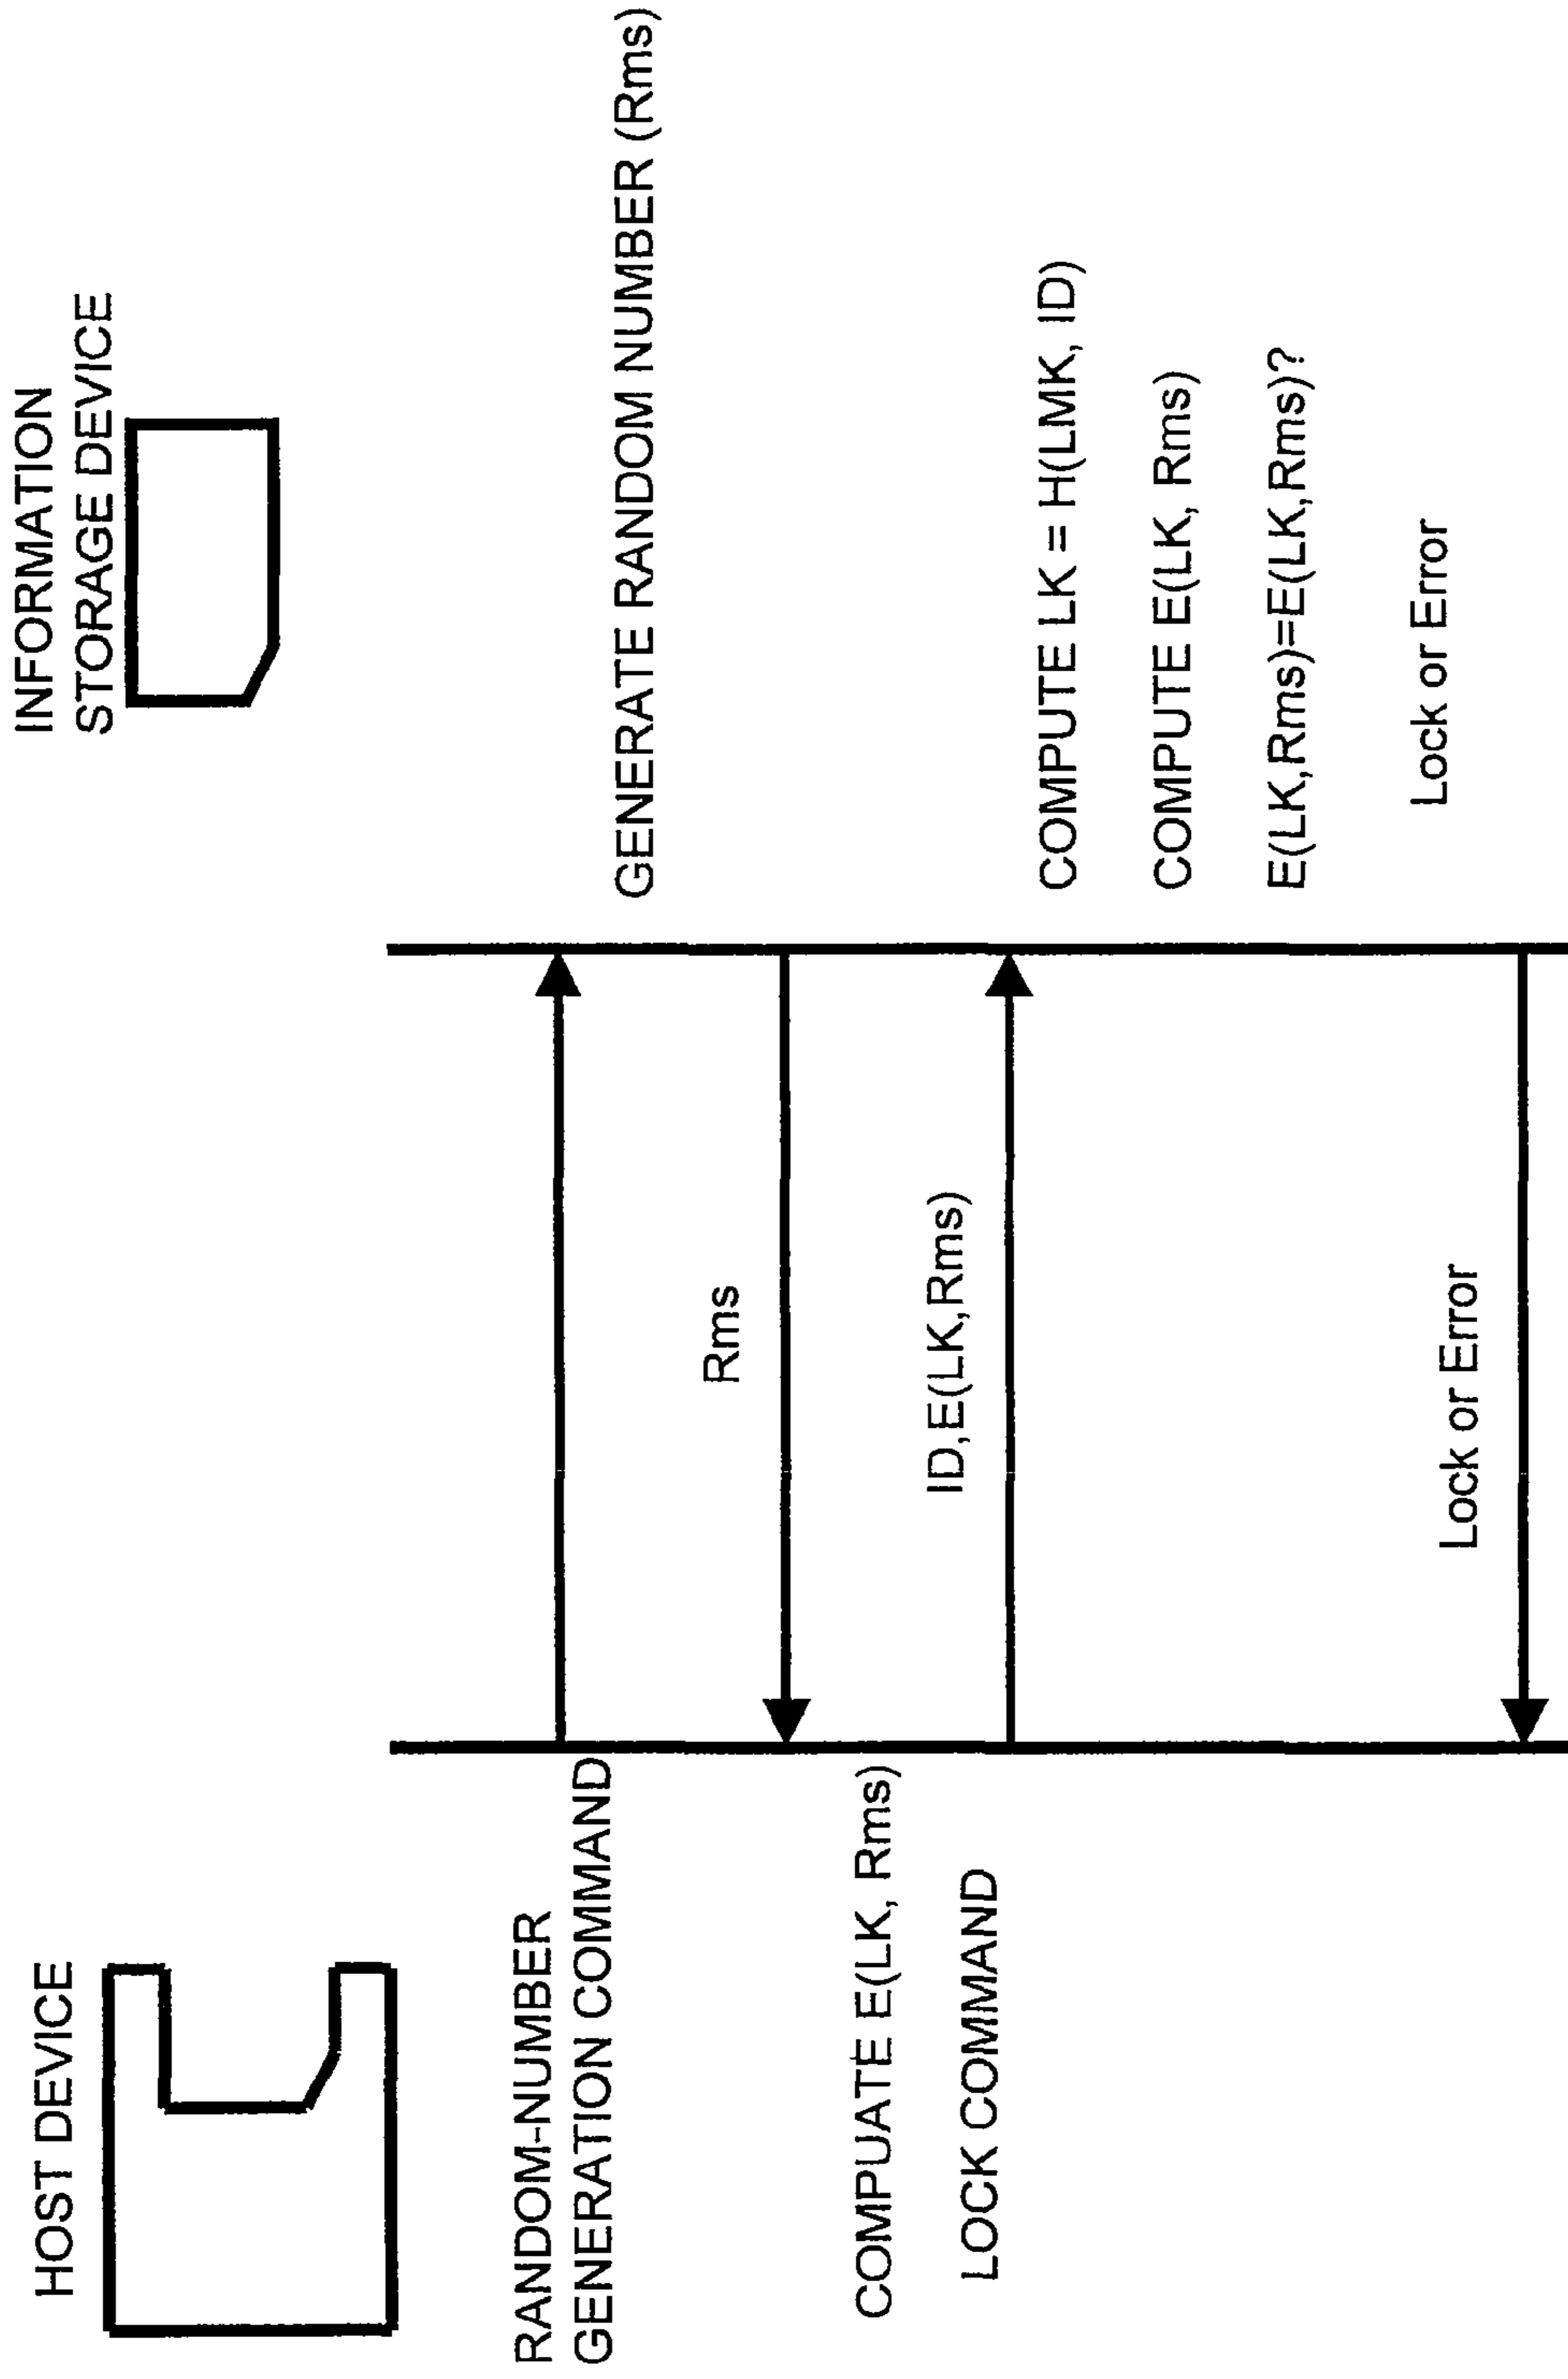 HOST DEVICE
INFORMATION
STORAGE DEVICE
RANDOM-NUMBER
GENERATION COMMAND
GENERATE RANDOM NUMBER (Rms)
Rms
COMPUATE E(LK, Rms)
LOCK COMMAND
ID,E(LK,Rms)
COMPUTE LK = H(LMK, ID)
COMPUTE E(LK, Rms)
E(LK,Rms)=E(LK,Rms)?
Lock or Error
Lock or Error